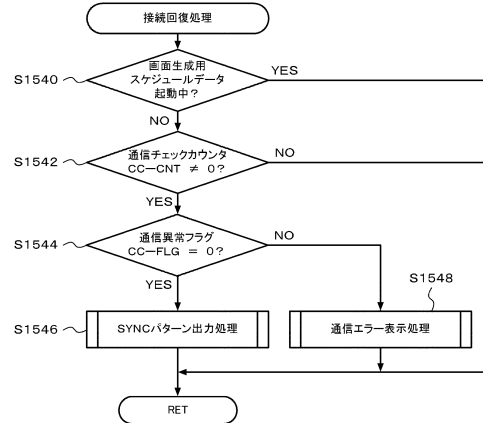 接続回復処理
画面生成用
スケジュールデータ
起動中?
S1540
YES
NO
通信チェックカウンタ
CC－CNT ≠ 0?
S1542
NO
YES
通信異常フラグ
CC－FLG = 0?
S1544
NO
YES
S1548
S1546
SYNCパターン出力処理
通信エラー表示処理
RET